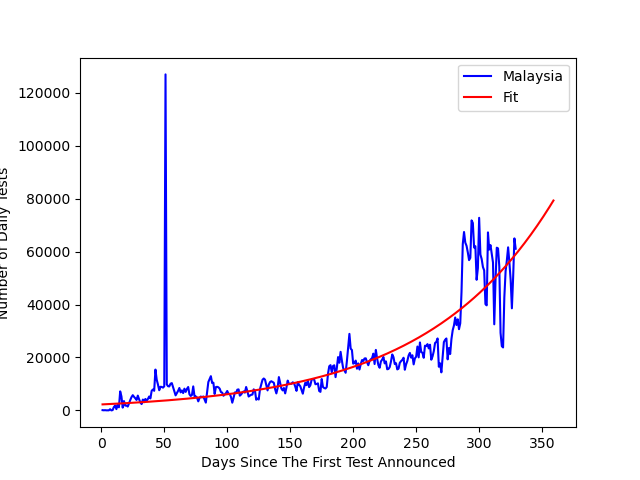 Malaysia
Fit
120000
100000
80000
60000
40000
20000
0
Number of Daily Tests
0 50 100 150 200 250 300 350
Days Since The First Test Announced